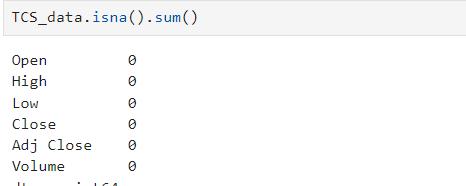 TCS_data.isna().sum()
Open 0
High 0
Low 0
Close 0
Adj Close 0
Volume 0